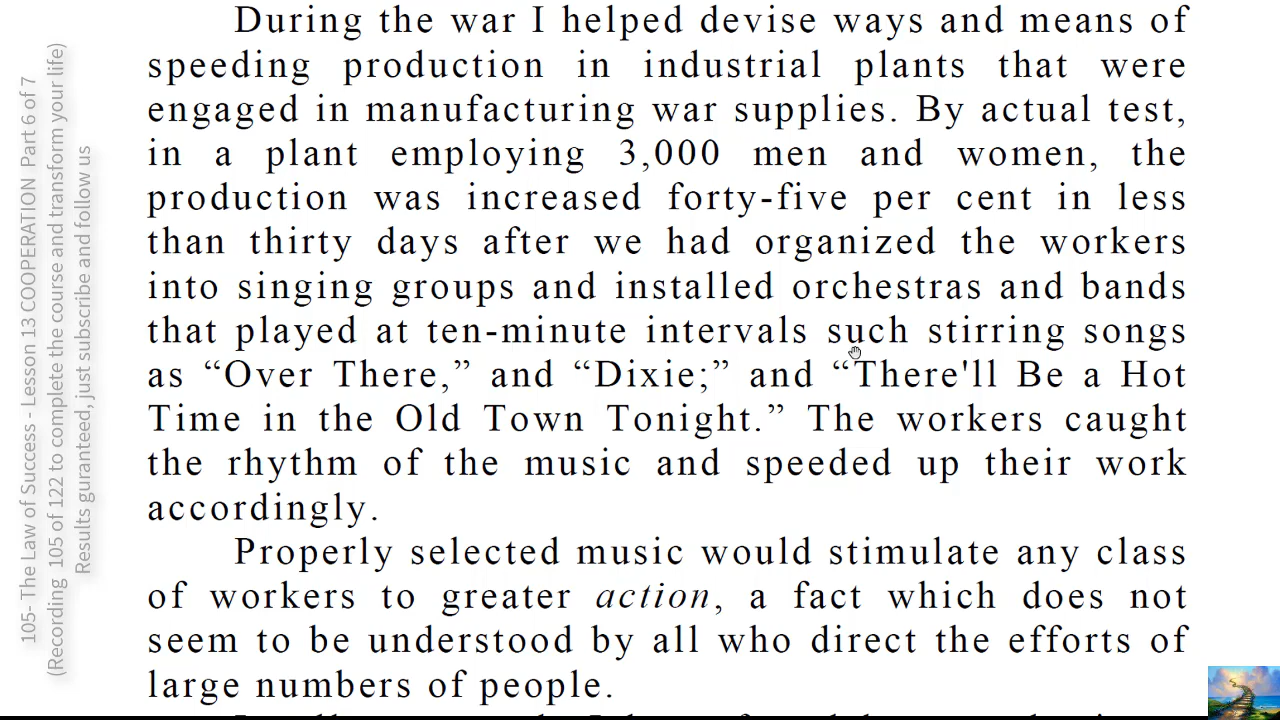 During the war I helped devise ways and means of
speeding production in industrial plants that were
engaged in manufacturing war supplies. By actual test,
in a plant employing 3,000 men and women, the
production was increased forty-five per cent in less
than thirty days after we had organized the workers
into singing groups and installed orchestras and bands
that played at ten-minute intervals such stirring songs
as “Over There,” and “Dixie;” and “There'll Be a Hot
Time in the Old Town Tonight.” The workers caught
the rhythm of the music and speeded up their work
accordingly.
Properly selected music would stimulate any class
of workers to greater action, a fact which does not
seem to be understood by all who direct the efforts of
large numbers of people.
105- The Law of Success - Lesson 13 COOPERATION Part 6 of 7
(Recording 105 of 122 to complete the course and transform your life)
Results guranteed, just subscribe and follow us